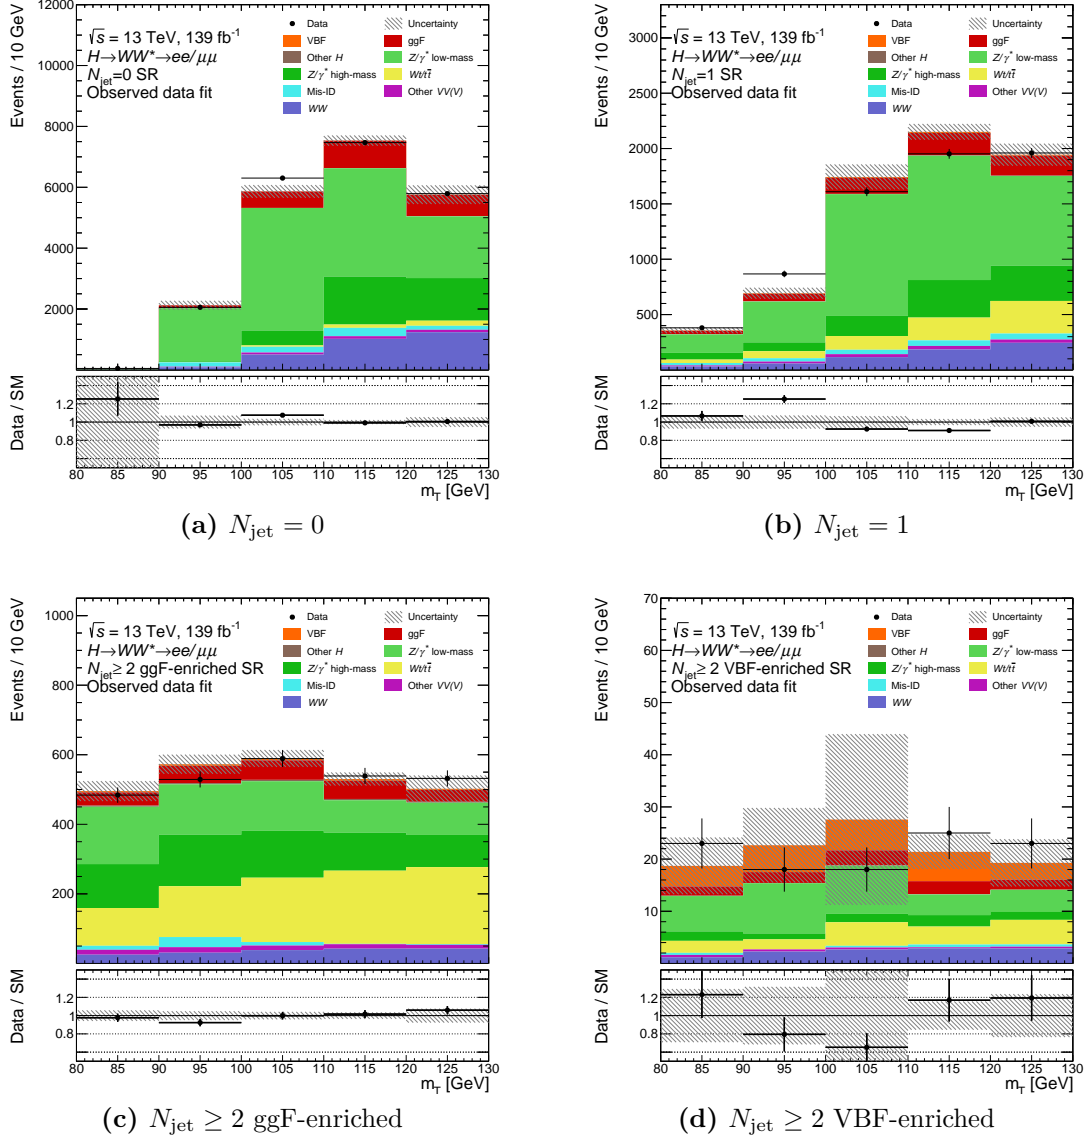 Events / 10 GeV
12000
10000
8000
6000
4000
2000
√s = 13 TeV, 139 fb⁻¹
H→WW*→ee/μμ
N_jet=0 SR
Observed data fit
Data
Uncertainty
VBF
ggF
Other H
Z/γ* low-mass
Z/γ* high-mass
Wt/tt̄
Mis-ID
Other VV(V)
WW
Data / SM
1.2
1
0.8
80 85 90 95 100 105 110 115 120 125 130
m_T [GeV]
(a) N_jet = 0
Events / 10 GeV
3000
2500
2000
1500
1000
500
√s = 13 TeV, 139 fb⁻¹
H→WW*→ee/μμ
N_jet=1 SR
Observed data fit
Data
Uncertainty
VBF
ggF
Other H
Z/γ* low-mass
Z/γ* high-mass
Wt/tt̄
Mis-ID
Other VV(V)
WW
Data / SM
1.2
1
0.8
80 85 90 95 100 105 110 115 120 125 130
m_T [GeV]
(b) N_jet = 1
Events / 10 GeV
1000
800
600
400
200
√s = 13 TeV, 139 fb⁻¹
H→WW*→ee/μμ
N_jet≥ 2 ggF-enriched SR
Observed data fit
Data
Uncertainty
VBF
ggF
Other H
Z/γ* low-mass
Z/γ* high-mass
Wt/tt̄
Mis-ID
Other VV(V)
WW
Data / SM
1.2
1
0.8
80 85 90 95 100 105 110 115 120 125 130
m_T [GeV]
(c) N_jet ≥ 2 ggF-enriched
Events / 10 GeV
70
60
50
40
30
20
10
√s = 13 TeV, 139 fb⁻¹
H→WW*→ee/μμ
N_jet≥ 2 VBF-enriched SR
Observed data fit
Data
Uncertainty
VBF
ggF
Other H
Z/γ* low-mass
Z/γ* high-mass
Wt/tt̄
Mis-ID
Other VV(V)
WW
Data / SM
1.2
1
0.8
80 85 90 95 100 105 110 115 120 125 130
m_T [GeV]
(d) N_jet ≥ 2 VBF-enriched